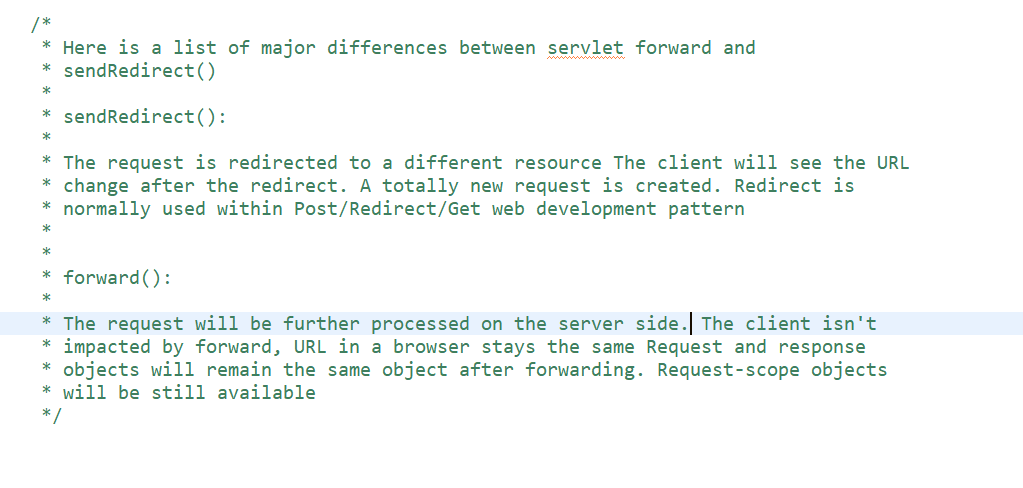 /*
* Here is a list of major differences between servlet forward and
* sendRedirect()
*
* sendRedirect():
*
* The request is redirected to a different resource The client will see the URL
* change after the redirect. A totally new request is created. Redirect is
* normally used within Post/Redirect/Get web development pattern
*
*
* forward():
*
* The request will be further processed on the server side. The client isn't
* impacted by forward, URL in a browser stays the same Request and response
* objects will remain the same object after forwarding. Request-scope objects
* will be still available
*/